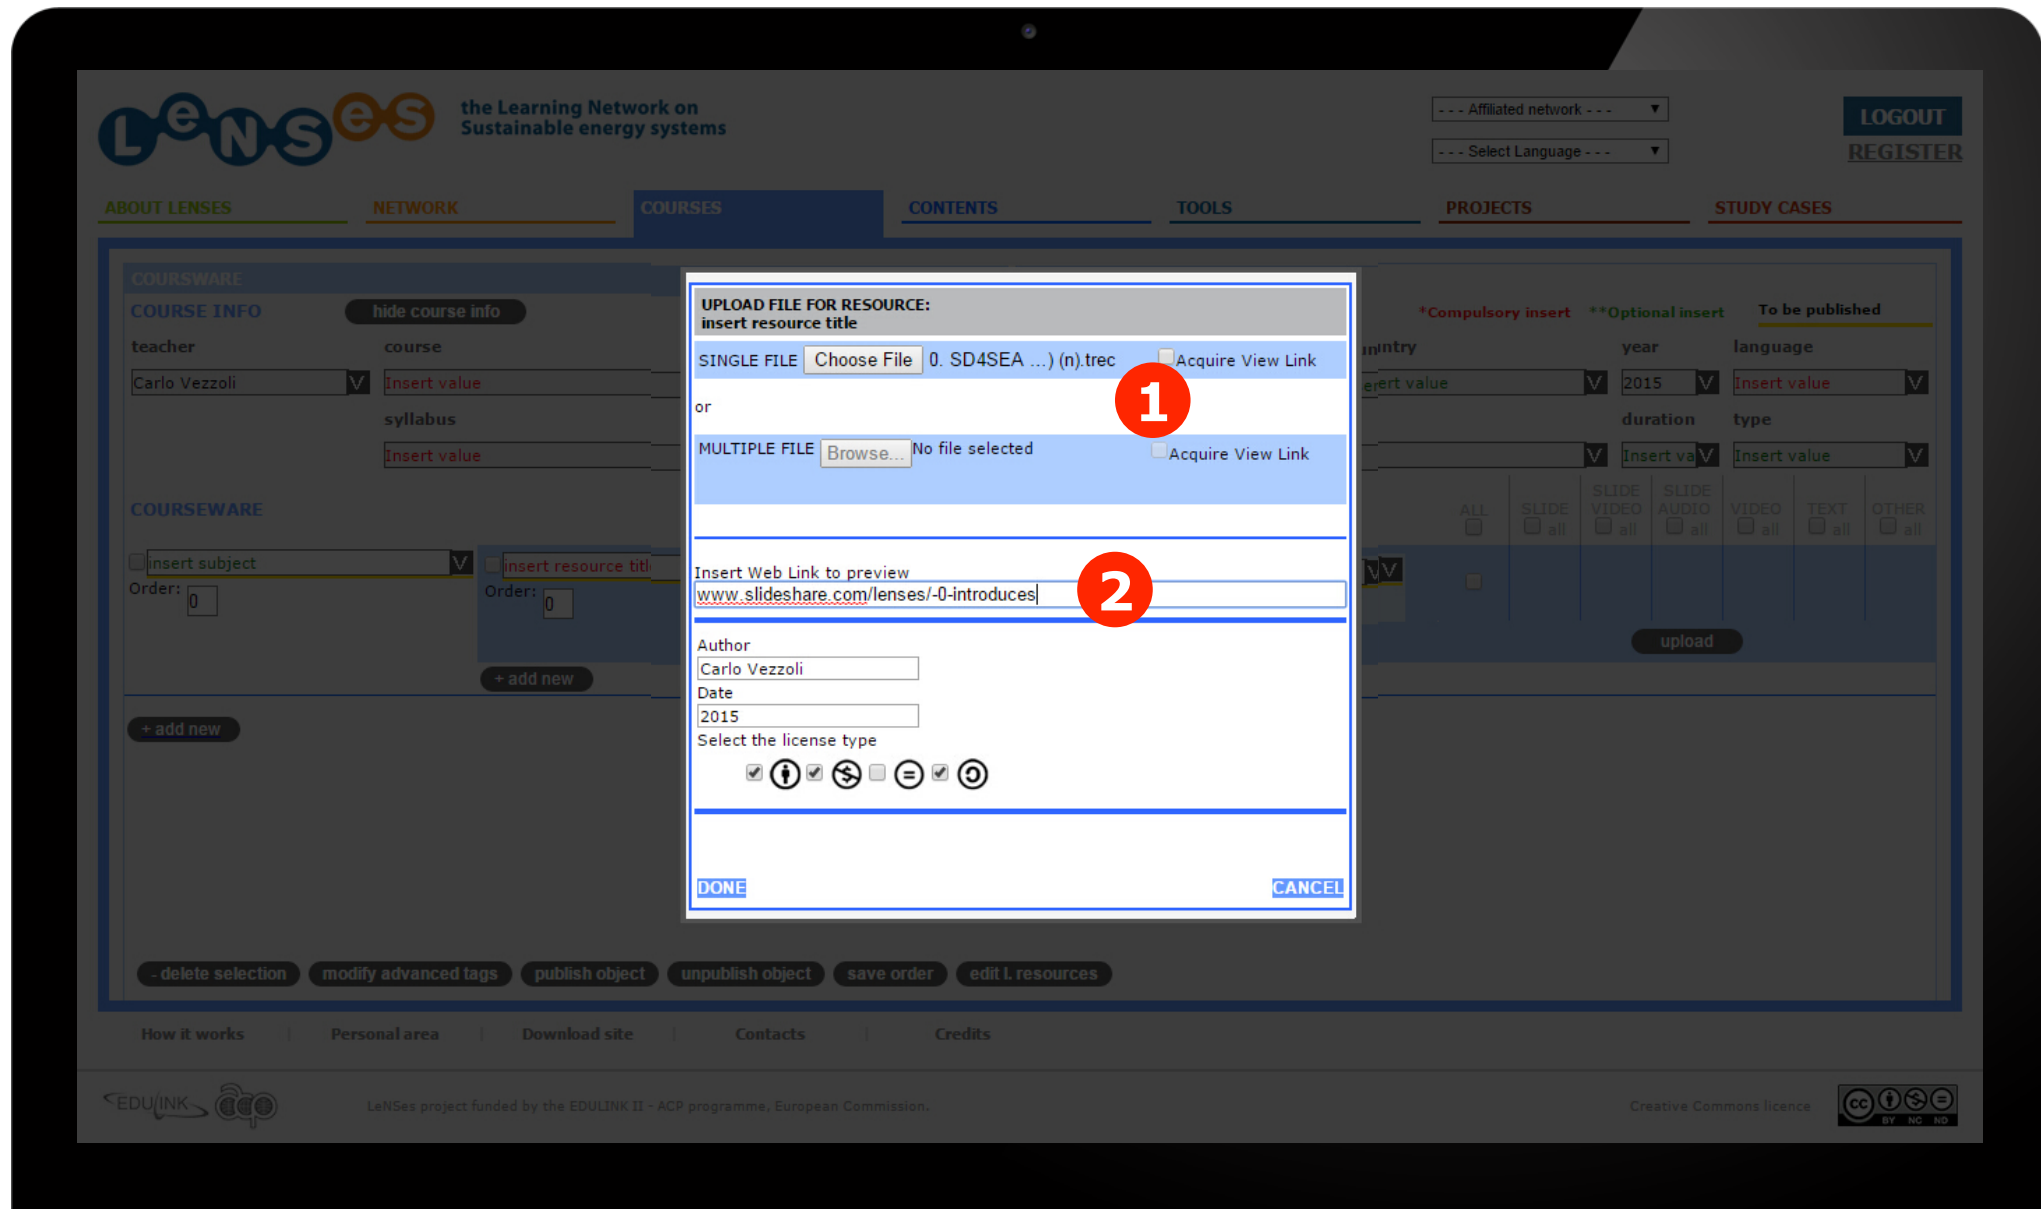 LeNSes
the Learning Network on
Sustainable energy systems
- - - Affiliated network - - -
- - - Select Language - - -
LOGOUT
REGISTER
ABOUT LENSES
NETWORK
COURSES
CONTENTS
TOOLS
PROJECTS
STUDY CASES
COURSWARE
COURSE INFO
hide course info
*Compulsory insert
**Optional insert
To be published
teacher
course
year
language
Carlo Vezzoli
V
Insert value
V
2015
V
Insert value
V
syllabus
duration
type
Insert value
V
Insert va
V
Insert value
V
COURSEWARE
ALL
SLIDE
all
SLIDE
VIDEO
all
SLIDE
AUDIO
all
VIDEO
all
TEXT
all
OTHER
all
insert subject
V
Order:
0
insert resource titl
Order:
0
V
upload
+ add new
+ add new
UPLOAD FILE FOR RESOURCE:
insert resource title
SINGLE FILE Choose File 0. SD4SEA ...) (n).trec
Acquire View Link
1
or
MULTIPLE FILE Browse... No file selected
Acquire View Link
Insert Web Link to preview
www.slideshare.com/lenses/-0-introduces
2
Author
Carlo Vezzoli
Date
2015
Select the license type
DONE
CANCEL
- delete selection
modify advanced tags
publish object
unpublish object
save order
edit l. resources
How it works
Personal area
Download site
Contacts
Credits
EDULINK
acp
LeNSes project funded by the EDULINK II - ACP programme, European Commission.
Creative Commons licence
cc
BY NC ND